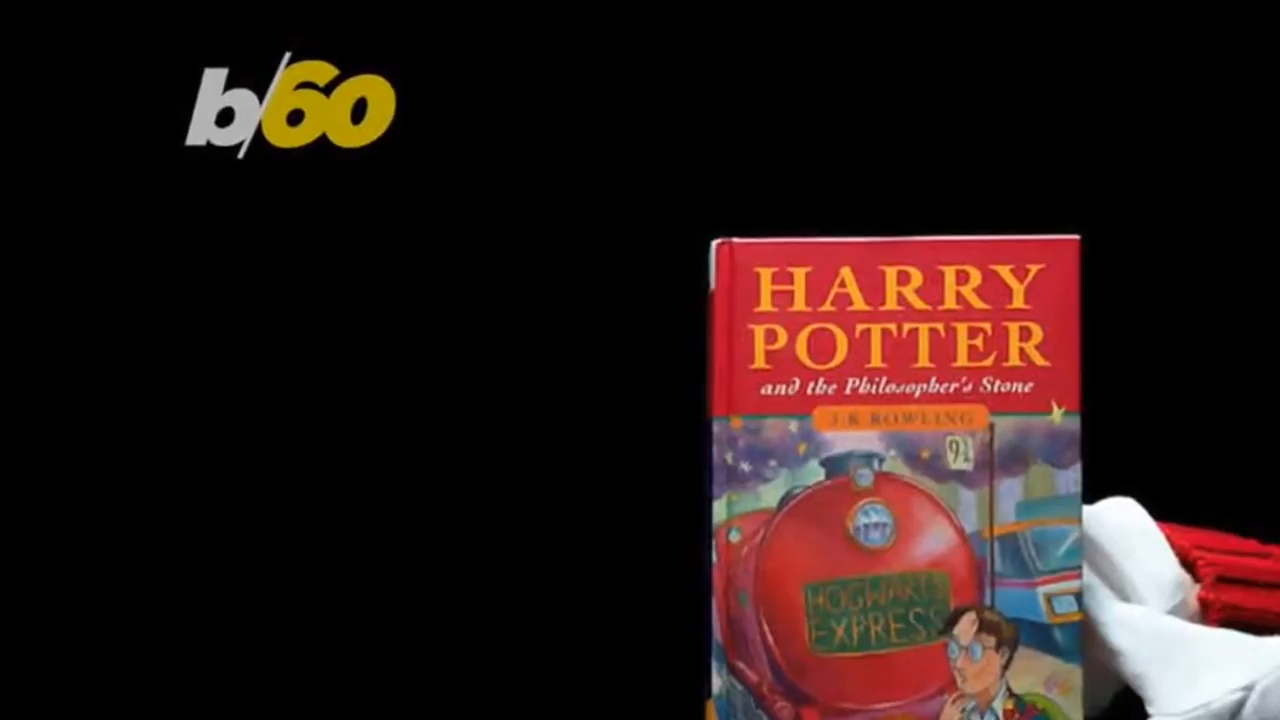 b/60
HARRY
POTTER
and the Philosopher's Stone
J.K. ROWLING
9¾
HOGWARTS
EXPRESS